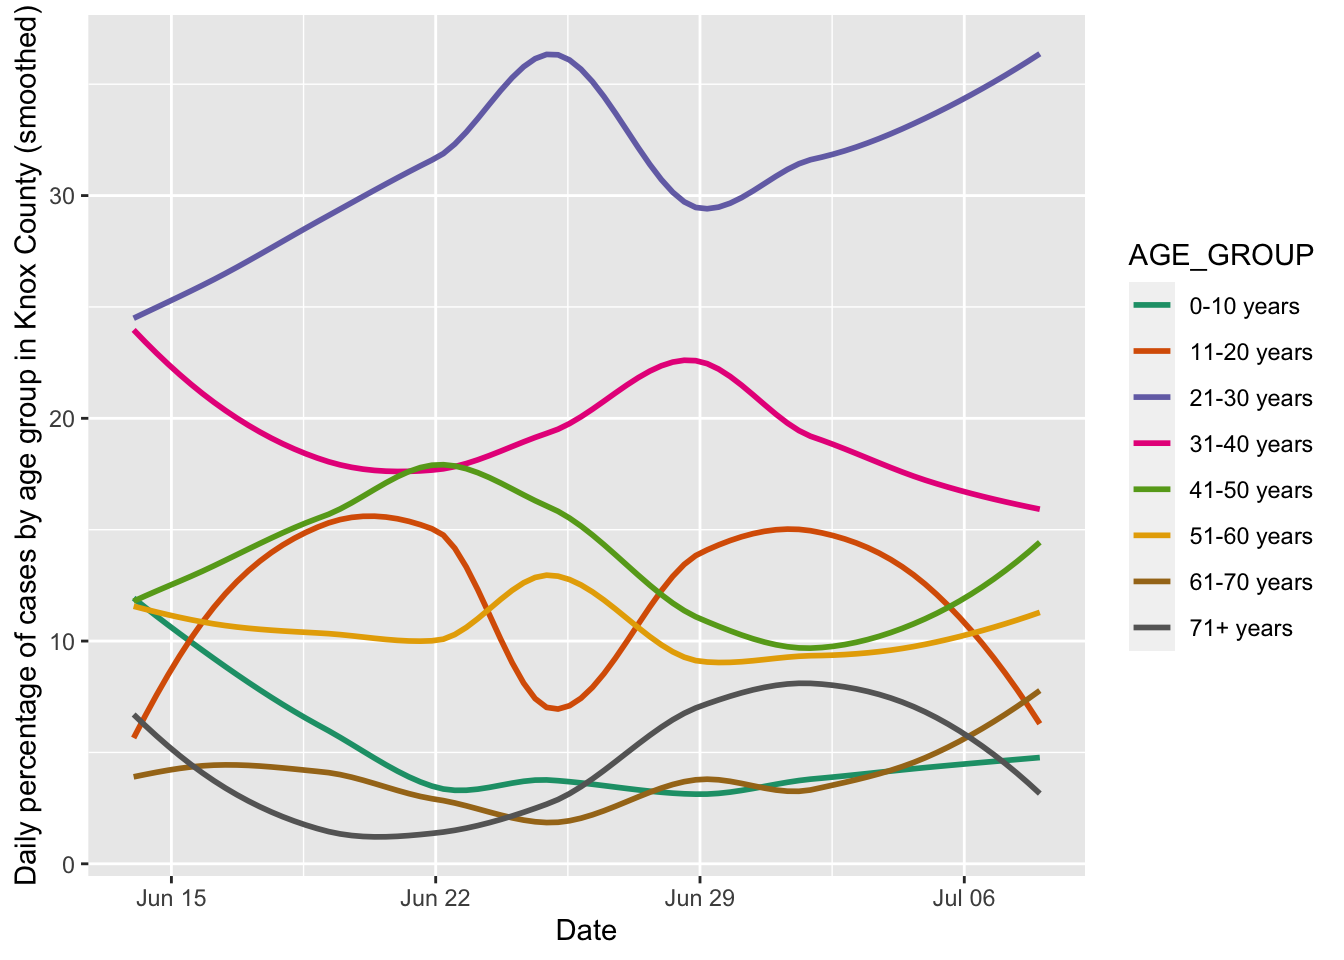 Daily percentage of cases by age group in Knox County (smoothed)
30
20
10
0
Jun 15
Jun 22
Jun 29
Jul 06
Date
AGE_GROUP
0-10 years
11-20 years
21-30 years
31-40 years
41-50 years
51-60 years
61-70 years
71+ years